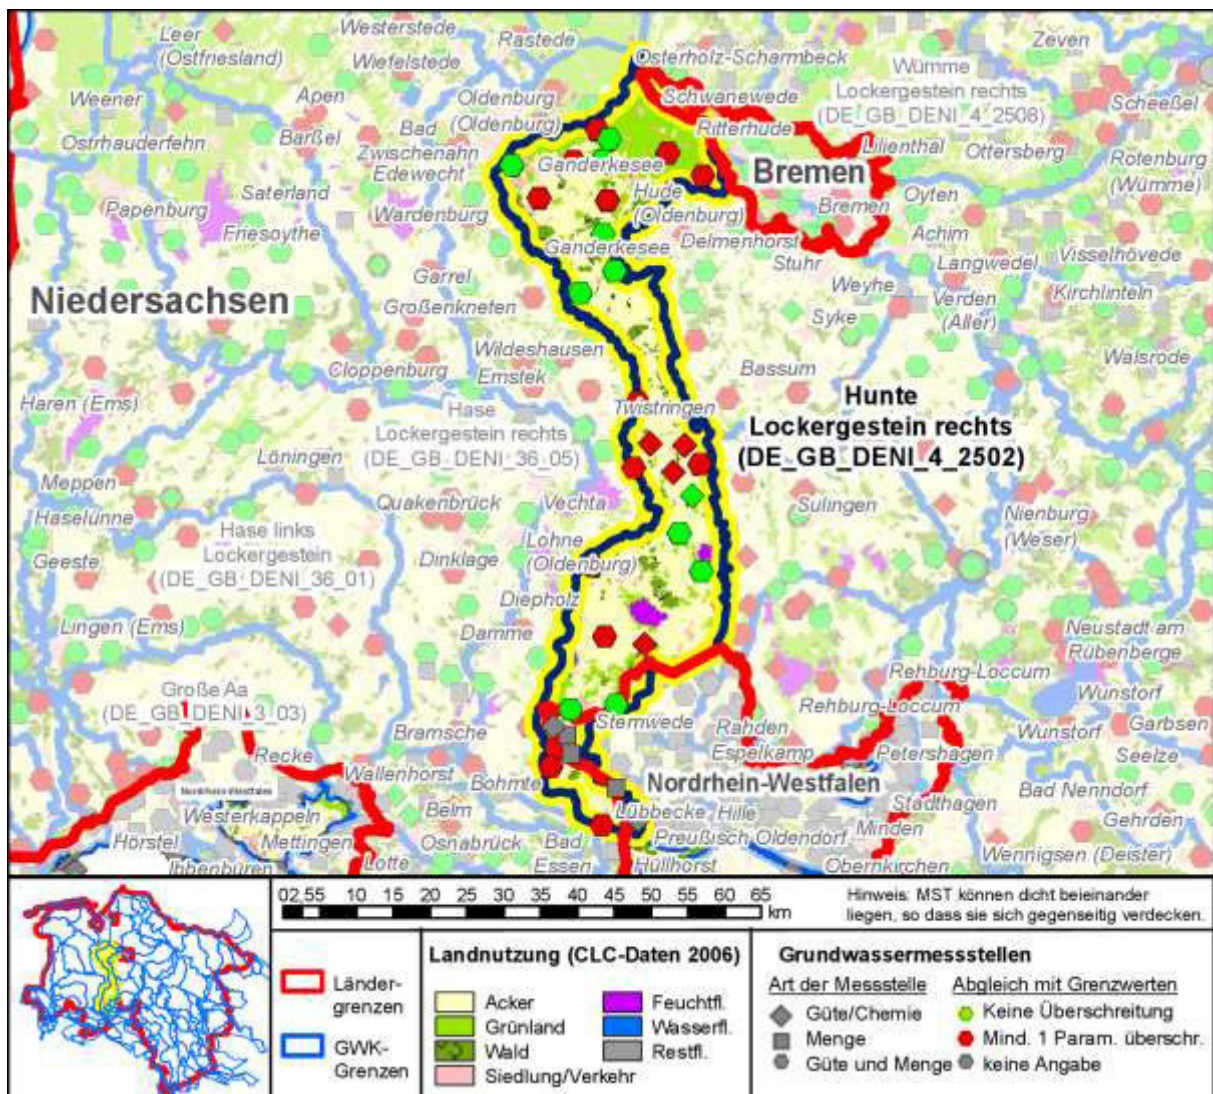 Leer
(Ostfriesland)
Westerstede
Rastede
Wiefelstede
Osterholz-Scharmbeck
Zeven
Wümme
Lockergestein rechts
(DE_GB_DENI_4_2508)
Scheeßel
Weener
Apen
Oldenburg
(Oldenburg)
Schwanewede
Ostrhauderfehn
Barßel
Bad
Zwischenahn
Edewecht
Ritterhude
Lilienthal
Ottersberg
Rotenburg
(Wümme)
Ganderkesee
Bremen
Saterland
Papenburg
Friesoythe
Wardenburg
Hude
(Oldenburg)
Bremen
Oyten
Achim
Delmenhorst
Stuhr
Ganderkesee
Langwedel
Visselhövede
Garrel
Weyhe
Kirchlinteln
Niedersachsen
Großenkneten
Syke
Verden
(Aller)
Wildeshausen
Emstek
Cloppenburg
Bassum
Walsrode
Haren (Ems)
Hase
Lockergestein rechts
(DE_GB_DENI_36_05)
Twistringen
Hunte
Lockergestein rechts
(DE_GB_DENI_4_2502)
Löningen
Meppen
Haselünne
Quakenbrück
Vechta
Sulingen
Nienburg
(Weser)
Hase links
Lockergestein
(DE_GB_DENI_36_01)
Geeste
Dinklage
Lohne
(Oldenburg)
Diepholz
Lingen (Ems)
Damme
Neustadt am
Rübenberge
Große Aa
(DE_GB_DENI_3_03)
Rehburg-Loccum
Rehburg-Loccum
Wunstorf
Wunstorf
Garbsen
Stemwede
Rahden
Espelkamp
Petershagen
Seelze
Bramsche
Recke
Wallenhorst
Bohmte
Nordrhein-Westfalen
Nordrhein-Westfalen
Bad Nenndorf
Westerkappeln
Belm
Lübbecke
Hille
Stadthagen
Gehrden
Hörstel
Mettingen
Osnabrück
Bad
Essen
Preußisch Oldendorf
Minden
Wennigsen (Deister)
Ibbenbüren
Lotte
Hüllhorst
Obernkirchen
02,55 10 15 20 25 30 35 40 45 50 55 60 65
km
Hinweis: MST können dicht beieinander
liegen, so dass sie sich gegenseitig verdecken.
Länder-
grenzen
GWK-
Grenzen
Landnutzung (CLC-Daten 2006)
Acker
Grünland
Wald
Siedlung/Verkehr
Feuchtfl.
Wasserfl.
Restfl.
Grundwassermessstellen
Art der Messstelle
Güte/Chemie
Menge
Güte und Menge
Abgleich mit Grenzwerten
Keine Überschreitung
Mind. 1 Param. überschr.
keine Angabe